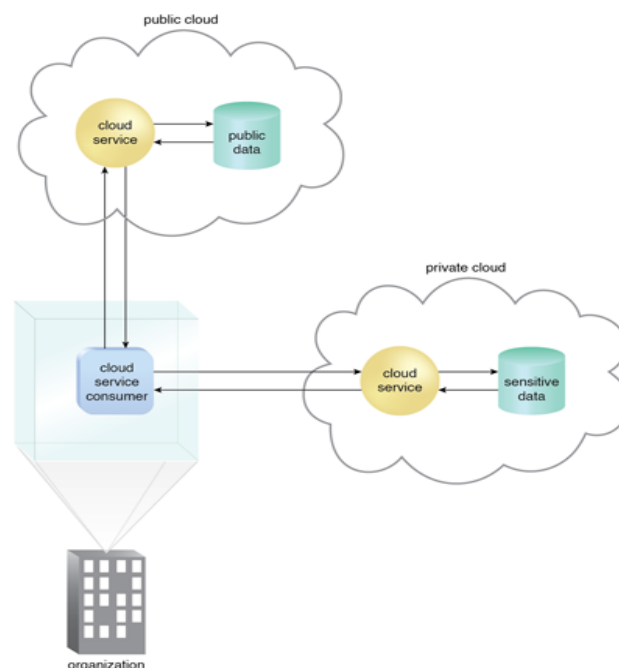 public cloud
cloud
service
public
data
private cloud
cloud
service
consumer
cloud
service
sensitive
data
organization